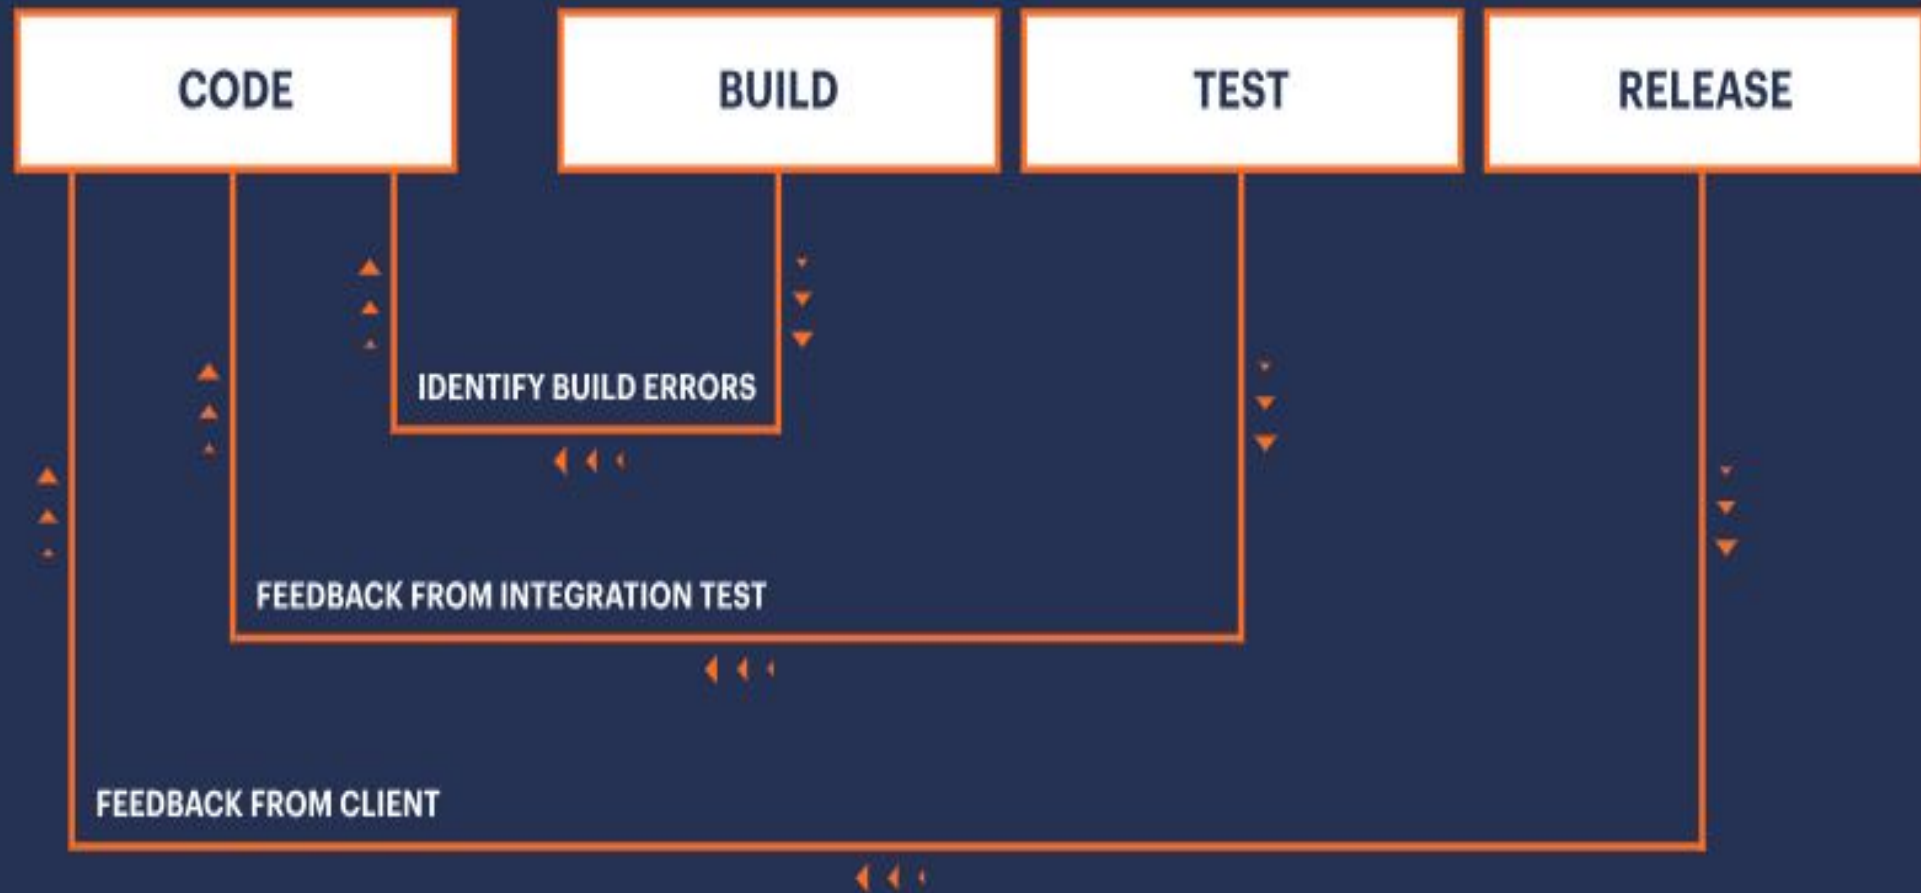 CODE
BUILD
TEST
RELEASE
IDENTIFY BUILD ERRORS
FEEDBACK FROM INTEGRATION TEST
FEEDBACK FROM CLIENT